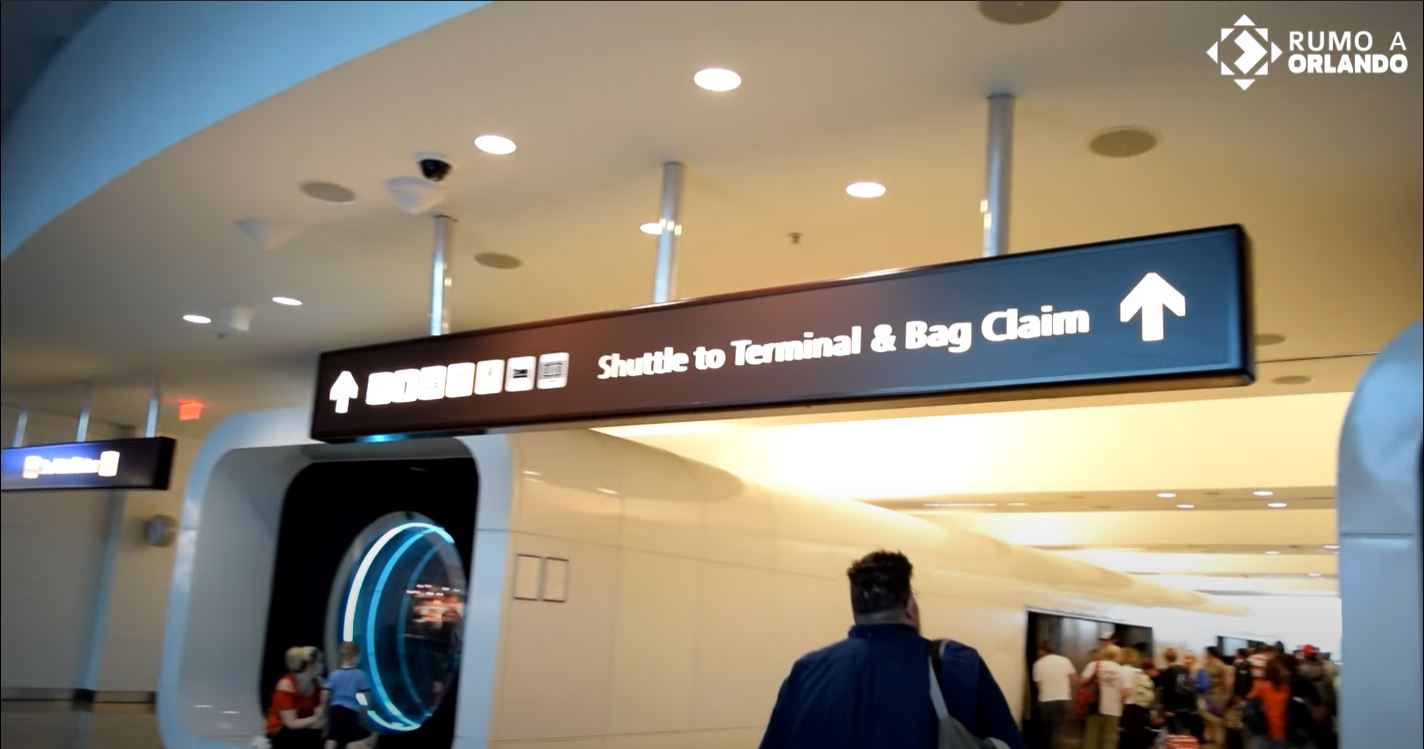 RUMO A
ORLANDO
Shuttle to Terminal & Bag Claim